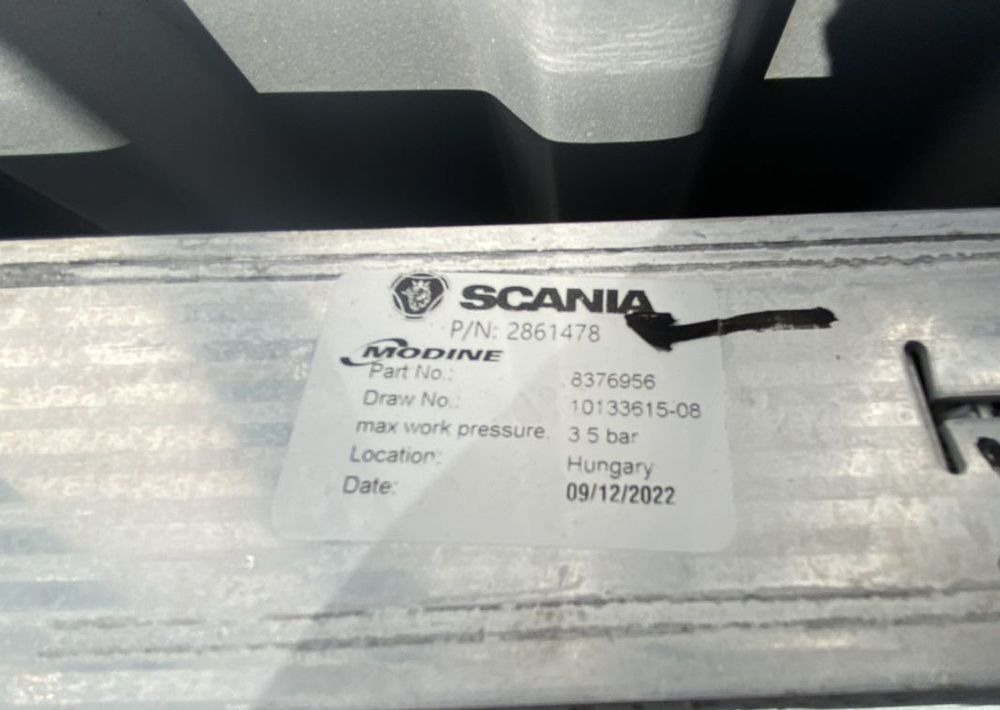 SCANIA
P/N: 2861478
MODINE
Part No.: 8376956
Draw No.: 10133615-08
max work pressure. 3 5 bar
Location: Hungary
Date: 09/12/2022